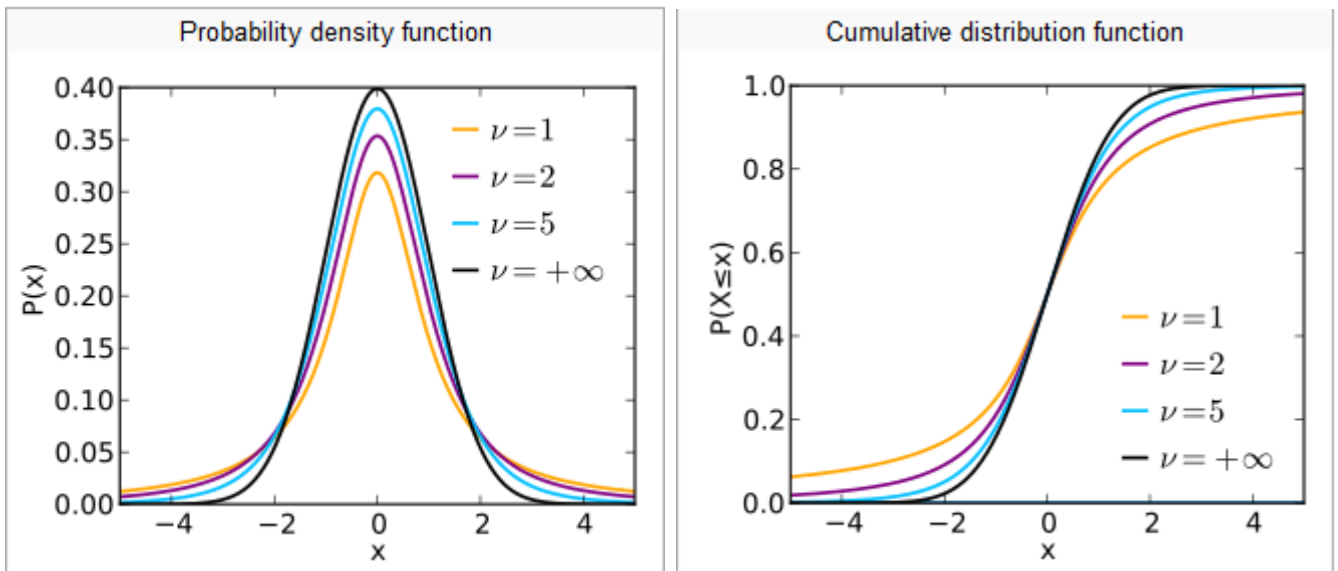 Probability density function
0.40
0.35
0.30
0.25
0.20
0.15
0.10
0.05
0.00
P(x)
−4 −2 0 2 4
x
ν=1
ν=2
ν=5
ν=+∞
Cumulative distribution function
1.0
0.8
0.6
0.4
0.2
0.0
P(X≤x)
−4 −2 0 2 4
x
ν=1
ν=2
ν=5
ν=+∞